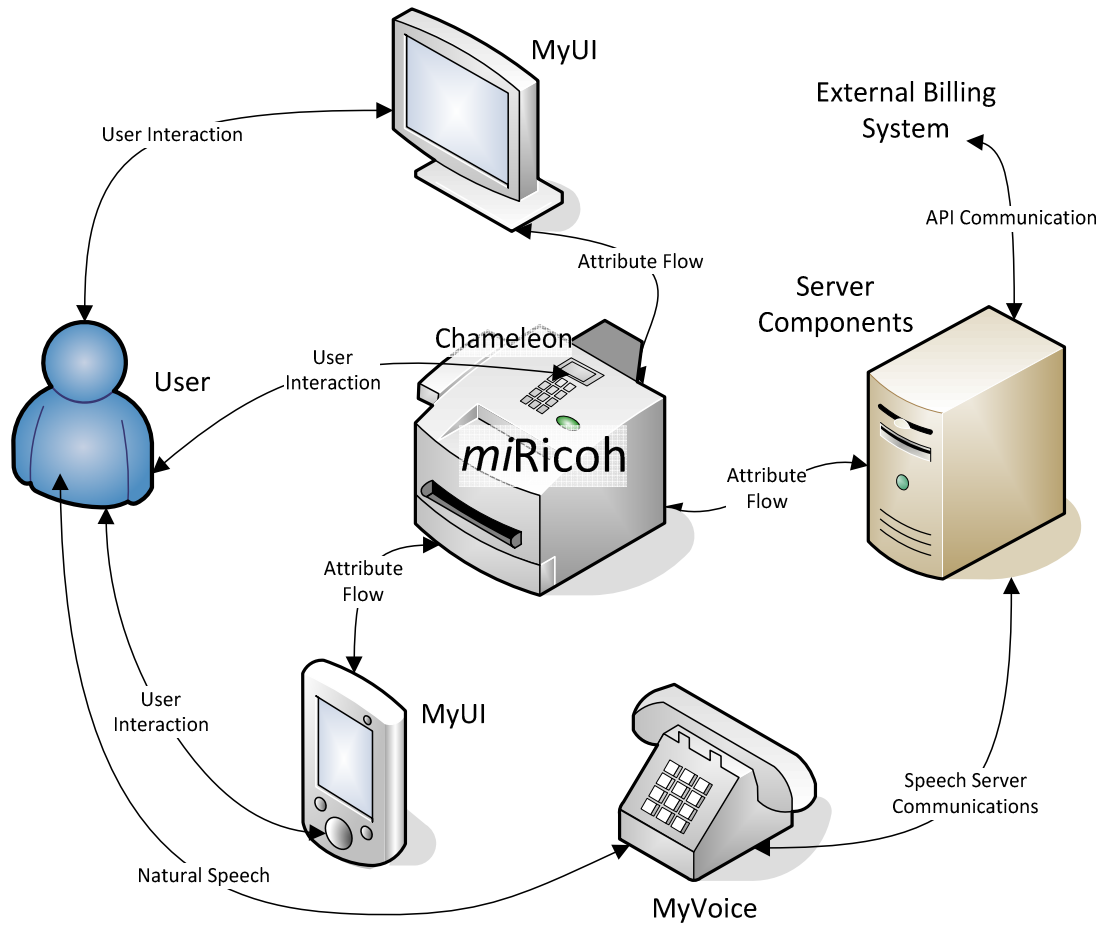 MyUI
External Billing
System
User Interaction
API Communication
Attribute Flow
Server
Components
Chameleon
User
Interaction
User
miRicoh
Attribute
Flow
Attribute
Flow
User
Interaction
MyUI
Speech Server
Communications
Natural Speech
MyVoice